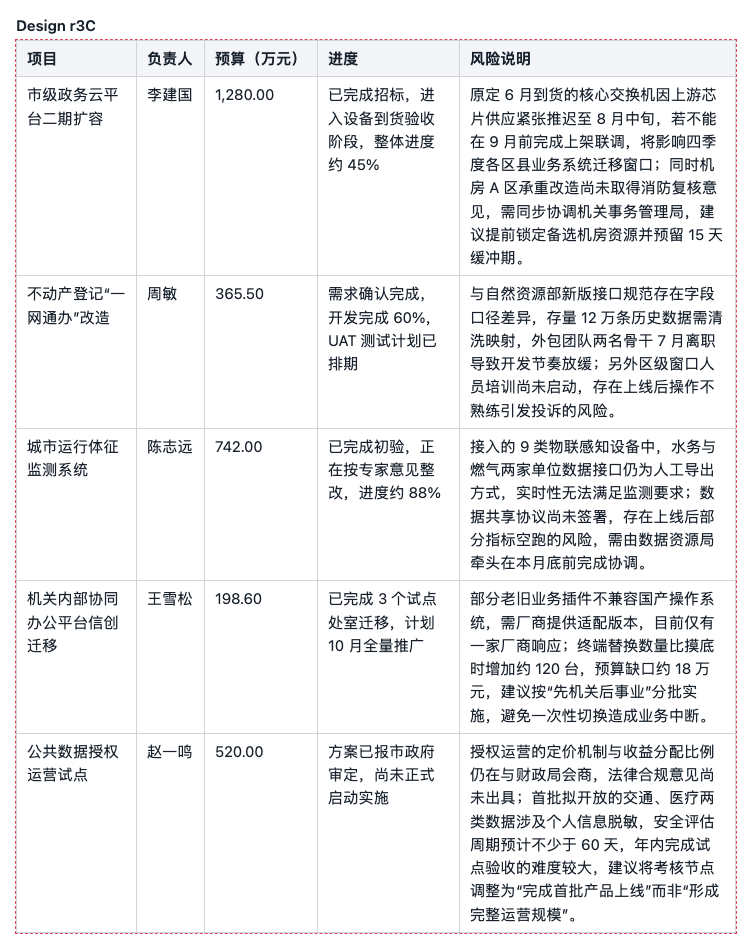 Design r3C
项目 负责人 预算（万元） 进度 风险说明
市级政务云平
台二期扩容
李建国
1,280.00
已完成招标，进
入设备到货验收
阶段，整体进度
约 45%
原定 6 月到货的核心交换机因上游芯
片供应紧张推迟至 8 月中旬，若不能
在 9 月前完成上架联调，将影响四季
度各区县业务系统迁移窗口；同时机
房 A 区承重改造尚未取得消防复核意
见，需同步协调机关事务管理局，建
议提前锁定备选机房资源并预留 15 天
缓冲期。
不动产登记“一
网通办”改造
周敏
365.50
需求确认完成，
开发完成 60%，
UAT 测试计划已
排期
与自然资源部新版接口规范存在字段
口径差异，存量 12 万条历史数据需清
洗映射，外包团队两名骨干 7 月离职
导致开发节奏放缓；另外区级窗口人
员培训尚未启动，存在上线后操作不
熟练引发投诉的风险。
城市运行体征
监测系统
陈志远
742.00
已完成初验，正
在按专家意见整
改，进度约 88%
接入的 9 类物联感知设备中，水务与
燃气两家单位数据接口仍为人工导出
方式，实时性无法满足监测要求；数
据共享协议尚未签署，存在上线后部
分指标空跑的风险，需由数据资源局
牵头在本月底前完成协调。
机关内部协同
办公平台信创
迁移
王雪松
198.60
已完成 3 个试点
处室迁移，计划
10 月全量推广
部分老旧业务插件不兼容国产操作系
统，需厂商提供适配版本，目前仅有
一家厂商响应；终端替换数量比摸底
时增加约 120 台，预算缺口约 18 万
元，建议按“先机关后事业”分批实
施，避免一次性切换造成业务中断。
公共数据授权
运营试点
赵一鸣
520.00
方案已报市政府
审定，尚未正式
启动实施
授权运营的定价机制与收益分配比例
仍在与财政局会商，法律合规意见尚
未出具；首批拟开放的交通、医疗两
类数据涉及个人信息脱敏，安全评估
周期预计不少于 60 天，年内完成试
点验收的难度较大，建议将考核节点
调整为“完成首批产品上线”而非“形成
完整运营规模”。